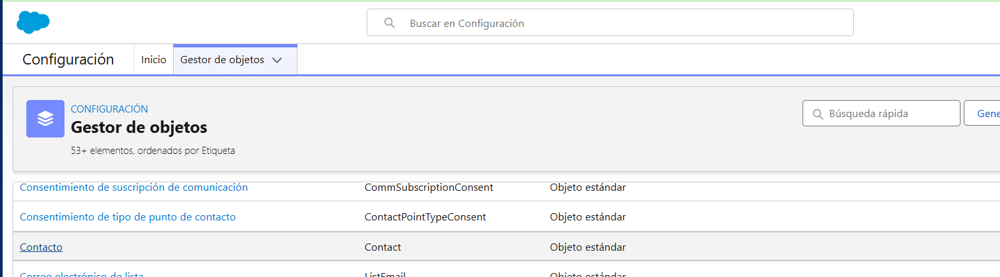 Buscar en Configuración
Configuración Inicio Gestor de objetos
CONFIGURACIÓN
Gestor de objetos
53+ elementos, ordenados por Etiqueta
Búsqueda rápida
Gene
Consentimiento de suscripción de comunicación CommSubscriptionConsent Objeto estándar
Consentimiento de tipo de punto de contacto ContactPointTypeConsent Objeto estándar
Contacto Contact Objeto estándar
Correo electrónico de lista ListEmail Objeto estándar